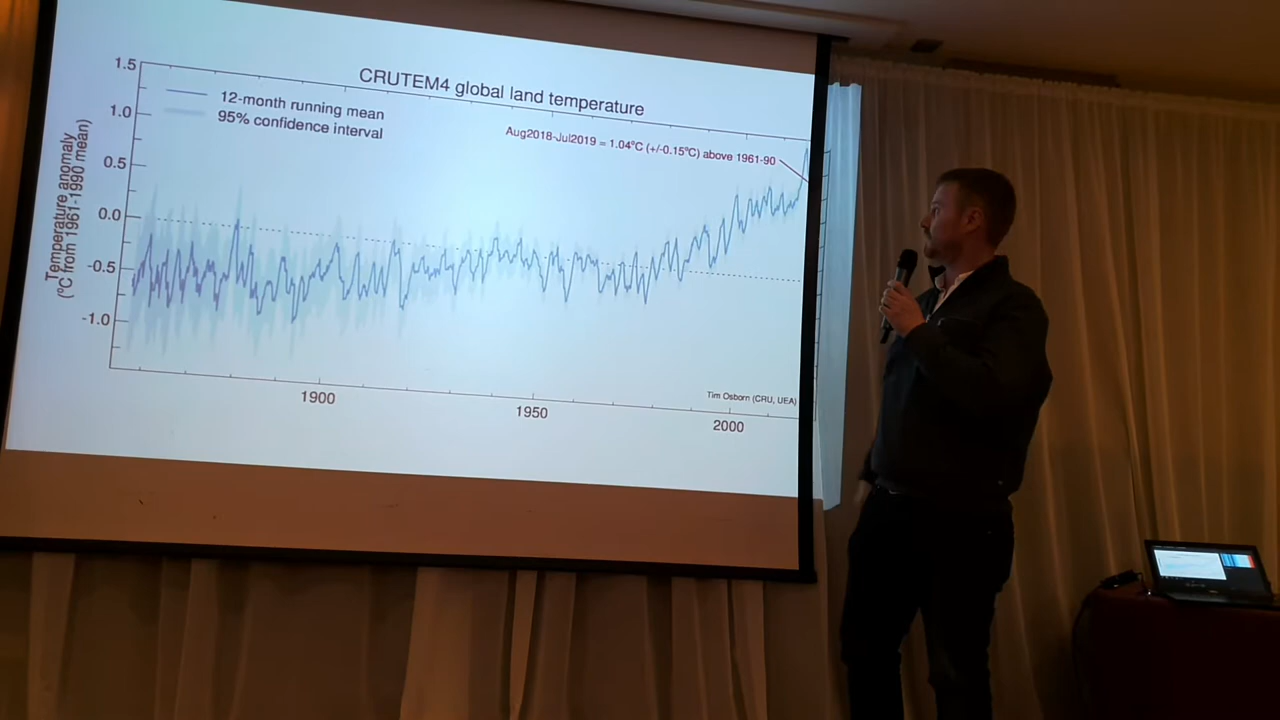 CRUTEM4 global land temperature
12-month running mean
95% confidence interval
Aug2018-Jul2019 = 1.04°C (+/-0.15°C) above 1961-90
Temperature anomaly
(°C from 1961-1990 mean)
1.5
1.0
0.5
0.0
-0.5
-1.0
1900
1950
2000
Tim Osborn (CRU, UEA)